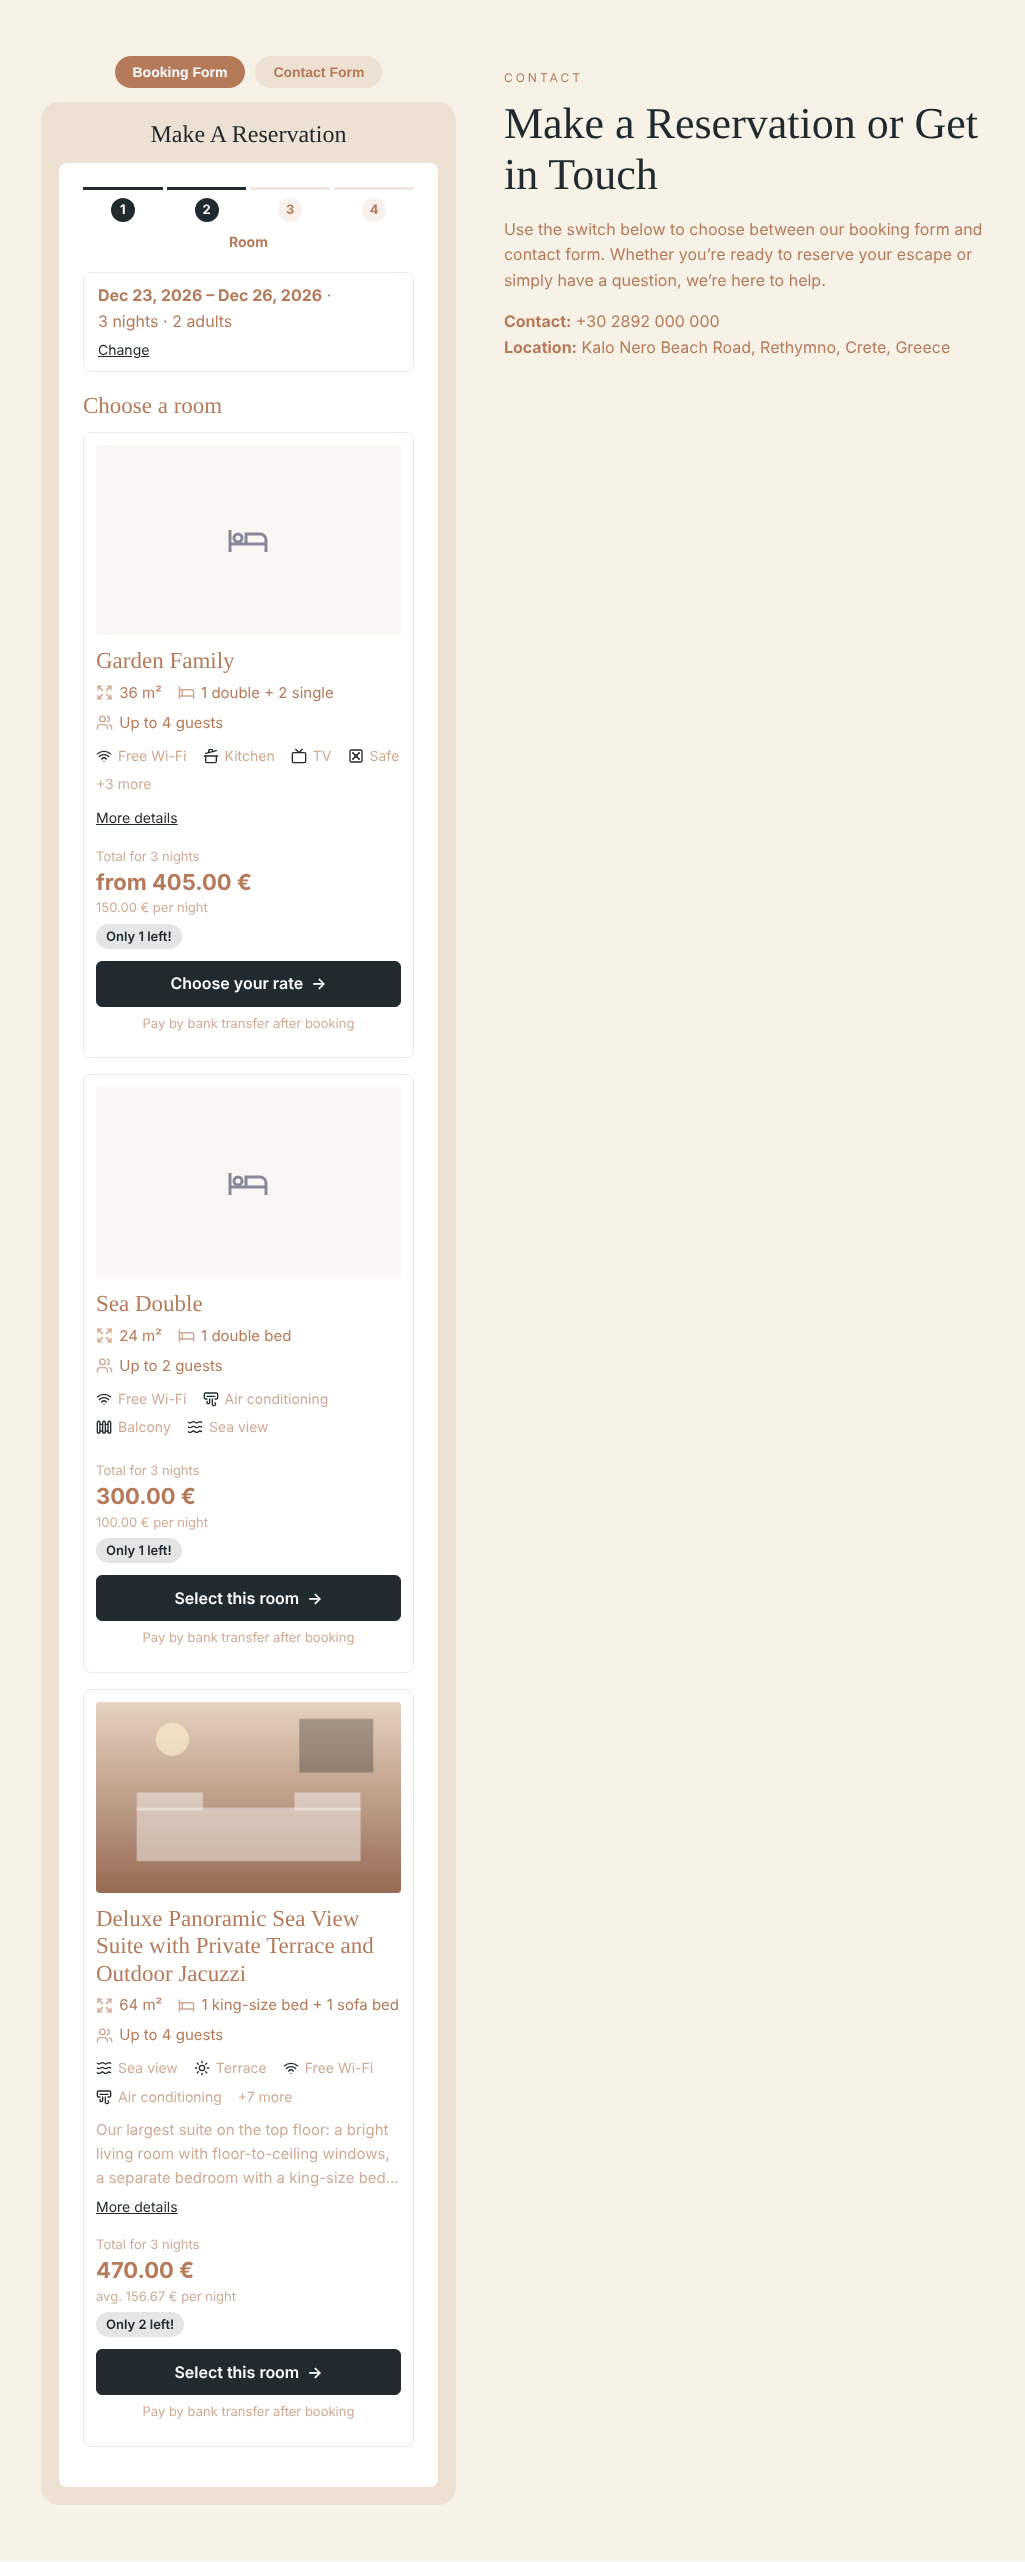 Booking Form
Contact Form
Make A Reservation
1
2
3
4
Room
Dec 23, 2026 – Dec 26, 2026 ·
3 nights · 2 adults
Change
Choose a room
Garden Family
36 m²
1 double + 2 single
Up to 4 guests
Free Wi-Fi
Kitchen
TV
Safe
+3 more
More details
Total for 3 nights
from 405.00 €
150.00 € per night
Only 1 left!
Choose your rate →
Pay by bank transfer after booking
Sea Double
24 m²
1 double bed
Up to 2 guests
Free Wi-Fi
Air conditioning
Balcony
Sea view
Total for 3 nights
300.00 €
100.00 € per night
Only 1 left!
Select this room →
Pay by bank transfer after booking
Deluxe Panoramic Sea View
Suite with Private Terrace and
Outdoor Jacuzzi
64 m²
1 king-size bed + 1 sofa bed
Up to 4 guests
Sea view
Terrace
Free Wi-Fi
Air conditioning
+7 more
Our largest suite on the top floor: a bright
living room with floor-to-ceiling windows,
a separate bedroom with a king-size bed...
More details
Total for 3 nights
470.00 €
avg. 156.67 € per night
Only 2 left!
Select this room →
Pay by bank transfer after booking
CONTACT
Make a Reservation or Get
in Touch
Use the switch below to choose between our booking form and
contact form. Whether you’re ready to reserve your escape or
simply have a question, we’re here to help.
Contact: +30 2892 000 000
Location: Kalo Nero Beach Road, Rethymno, Crete, Greece